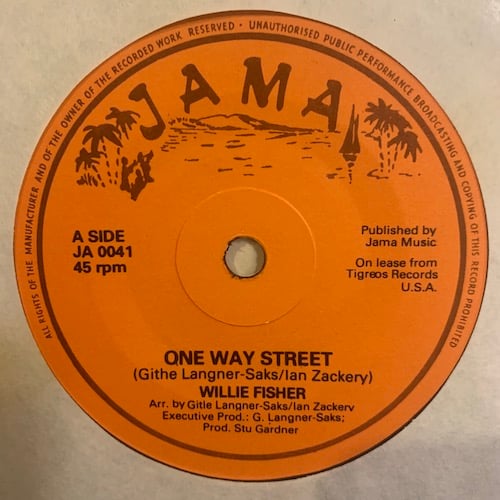 ALL RIGHTS OF THE MANUFACTURER AND OF THE OWNER OF THE RECORDED WORK RESERVED · UNAUTHORISED PUBLIC PERFORMANCE BROADCASTING AND COPYING OF THIS RECORD PROHIBITED
JAMA
A SIDE
JA 0041
45 rpm
Published by
Jama Music
On lease from
Tigreos Records
U.S.A.
ONE WAY STREET
(Githe Langner-Saks/Ian Zackery)
WILLIE FISHER
Arr. by Gitle Langner-Saks/Ian Zackerv
Executive Prod.: G. Langner-Saks;
Prod. Stu Gardner